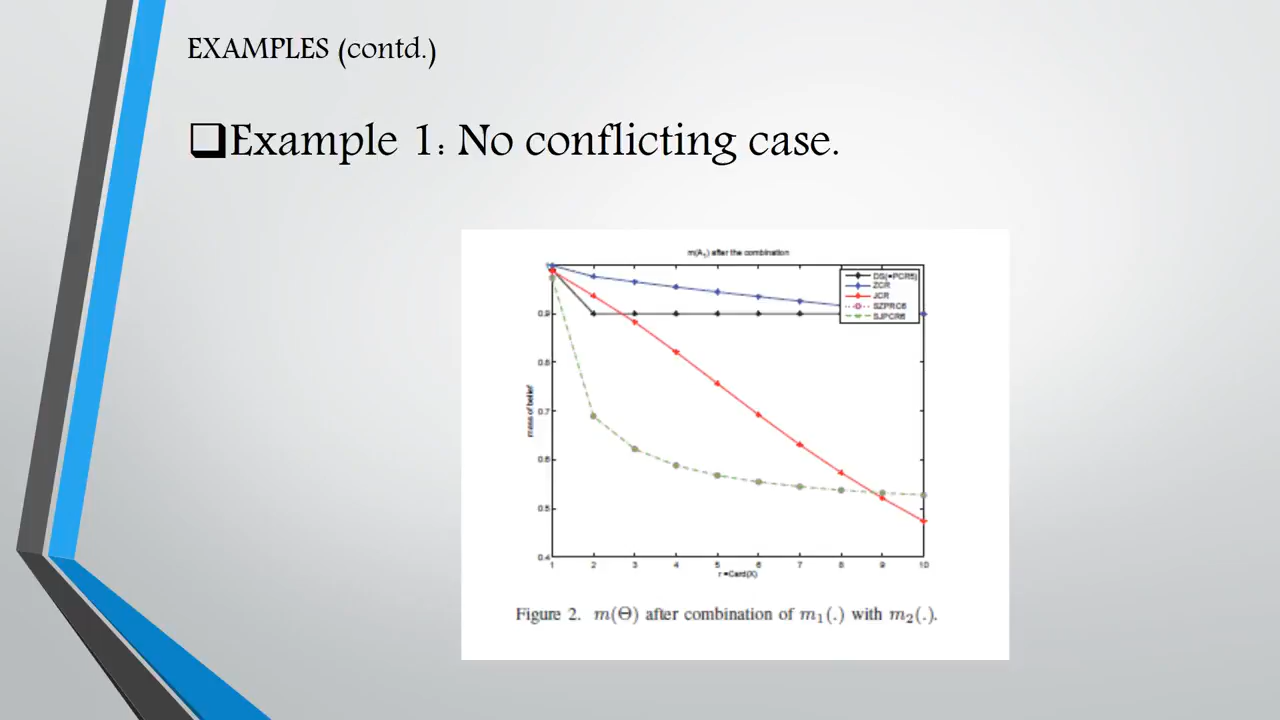 EXAMPLES (contd.)
❑Example 1: No conflicting case.
m(A₁) after the combination
DS(=PCR5)
ZCR
JCR
SZPRC6
SJPCR6
mass of belief
0.9
0.8
0.7
0.6
0.5
0.4
1 2 3 4 5 6 7 8 9 10
r =Card(X)
Figure 2. m(Θ) after combination of m₁(.) with m₂(.).